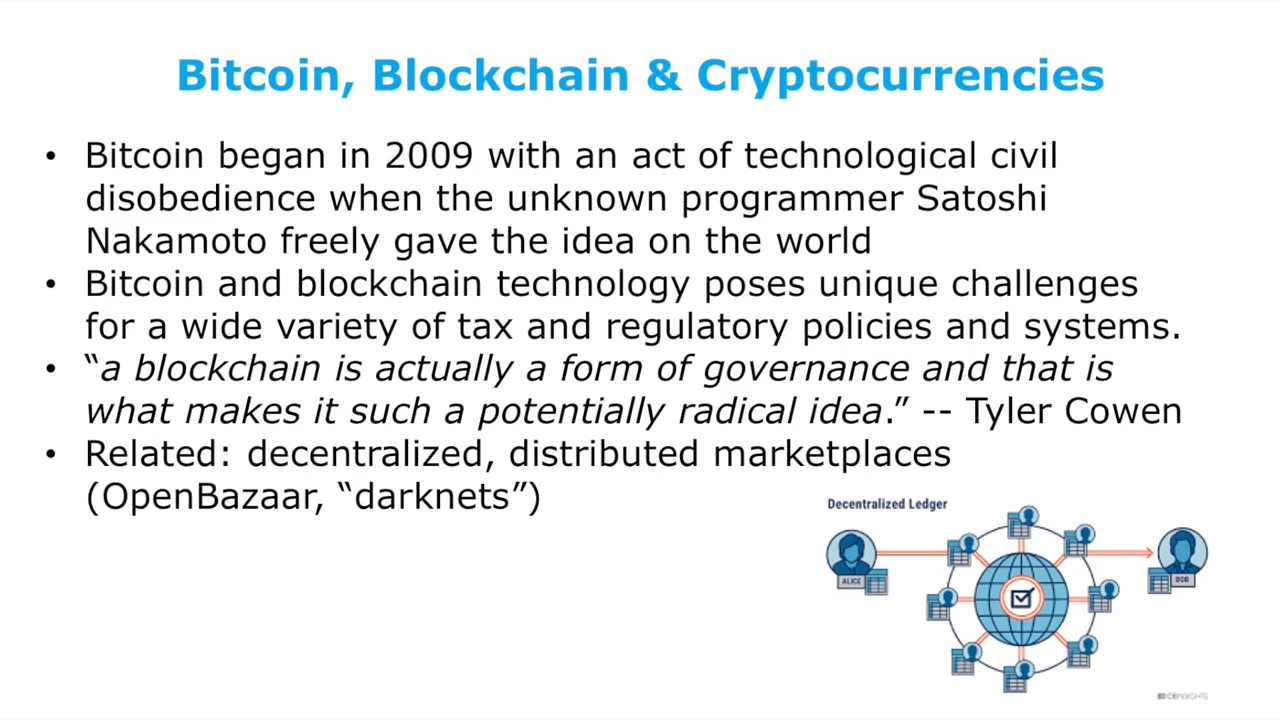 Bitcoin, Blockchain & Cryptocurrencies
• Bitcoin began in 2009 with an act of technological civil
disobedience when the unknown programmer Satoshi
Nakamoto freely gave the idea on the world
• Bitcoin and blockchain technology poses unique challenges
for a wide variety of tax and regulatory policies and systems.
• “a blockchain is actually a form of governance and that is
what makes it such a potentially radical idea.” -- Tyler Cowen
• Related: decentralized, distributed marketplaces
(OpenBazaar, “darknets”)
Decentralized Ledger
ALICE
BOB
CBINSIGHTS